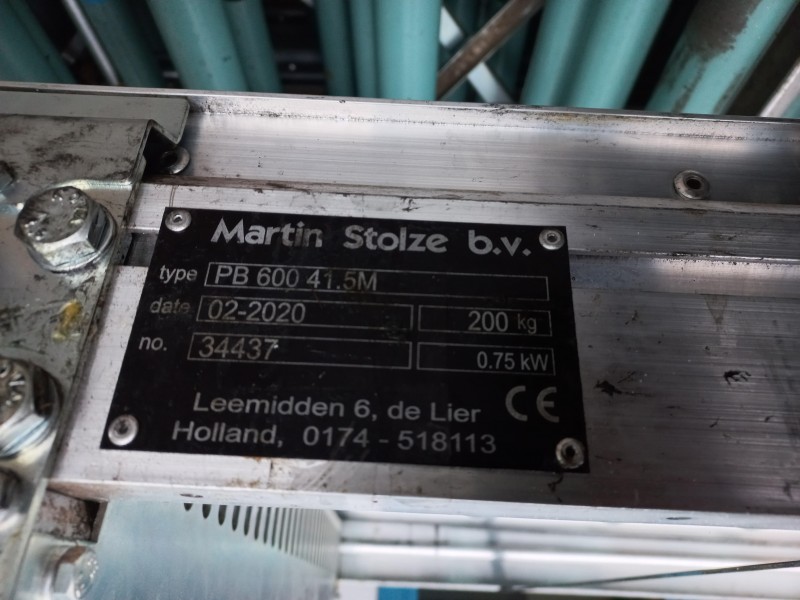 Martin Stolze b.v.
type PB 600 41.5M
date 02-2020 200 kg
no. 34437 0.75 kW
Leemidden 6, de Lier CE
Holland, 0174 - 518113